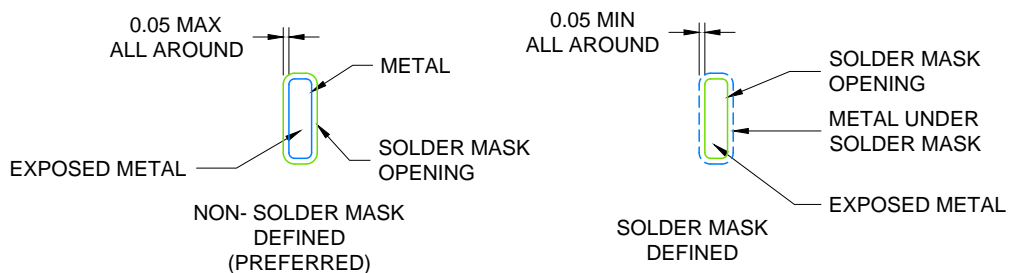 0.05 MAX
ALL AROUND
METAL
EXPOSED METAL
SOLDER MASK
OPENING
NON- SOLDER MASK
DEFINED
(PREFERRED)
0.05 MIN
ALL AROUND
SOLDER MASK
OPENING
METAL UNDER
SOLDER MASK
EXPOSED METAL
SOLDER MASK
DEFINED